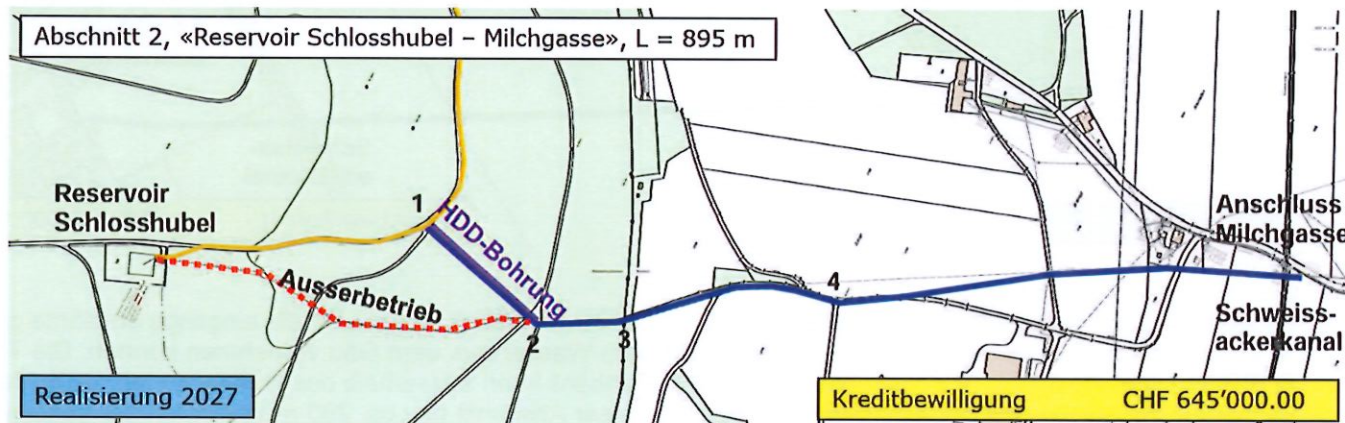 Abschnitt 2, «Reservoir Schlosshubel – Milchgasse», L = 895 m
Reservoir
Schlosshubel
1
HDD-Bohrung
Ausserbetrieb
2
3
4
Anschluss
Milchgasse
Schweiss-
ackerkanal
Realisierung 2027
Kreditbewilligung CHF 645’000.00